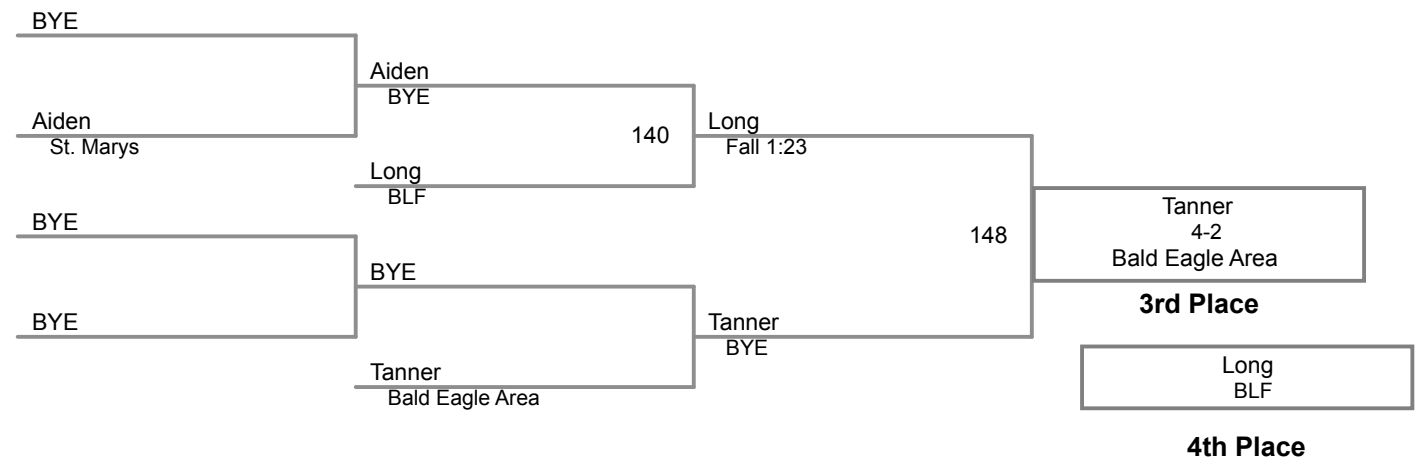 BYE
Aiden
BYE
Aiden
St. Marys
140
Long
Fall 1:23
Long
BLF
BYE
148
Tanner
4-2
Bald Eagle Area
BYE
3rd Place
BYE
Tanner
BYE
Tanner
Bald Eagle Area
Long
BLF
4th Place